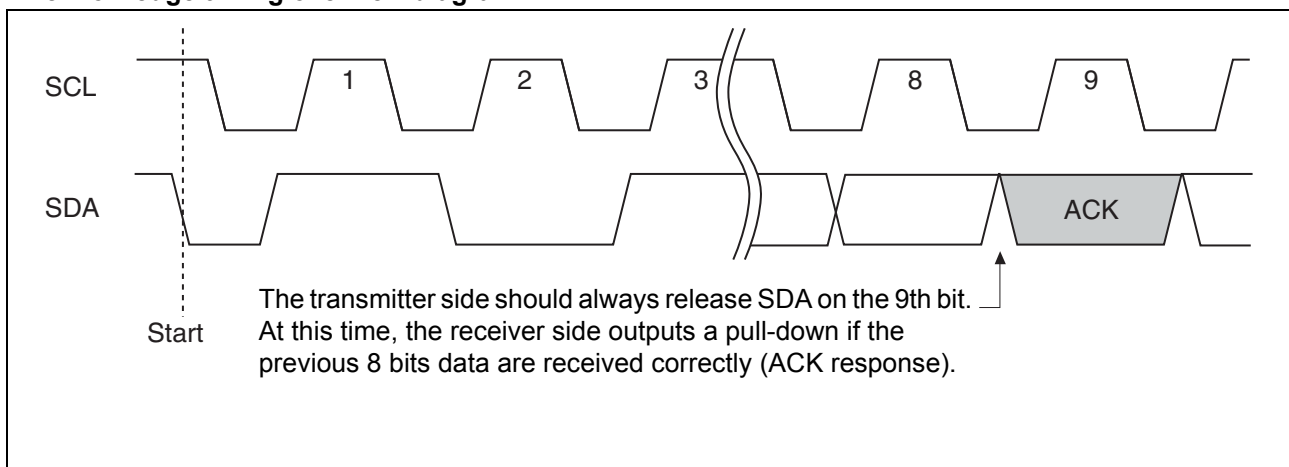 SCL
1
2
3
8
9
SDA
ACK
Start
The transmitter side should always release SDA on the 9th bit.
At this time, the receiver side outputs a pull-down if the
previous 8 bits data are received correctly (ACK response).